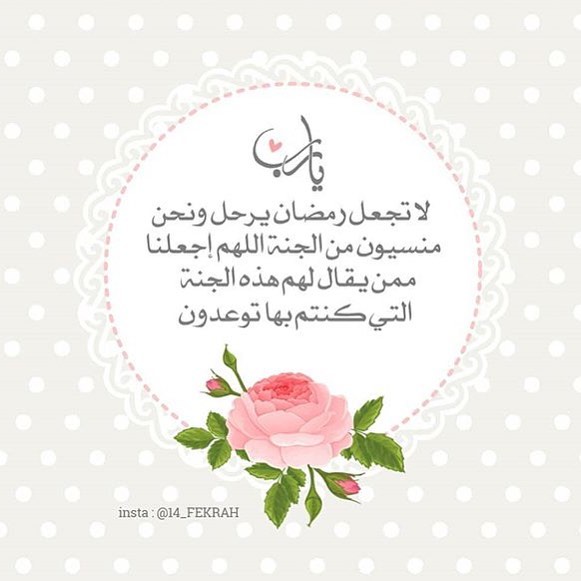 يارب
لا تجعل رمضان يرحل ونحن
منسيون من الجنة اللهم إجعلنا
ممن يقال لهم هذه الجنة
التي كنتم بها توعدون
insta : @14_FEKRAH